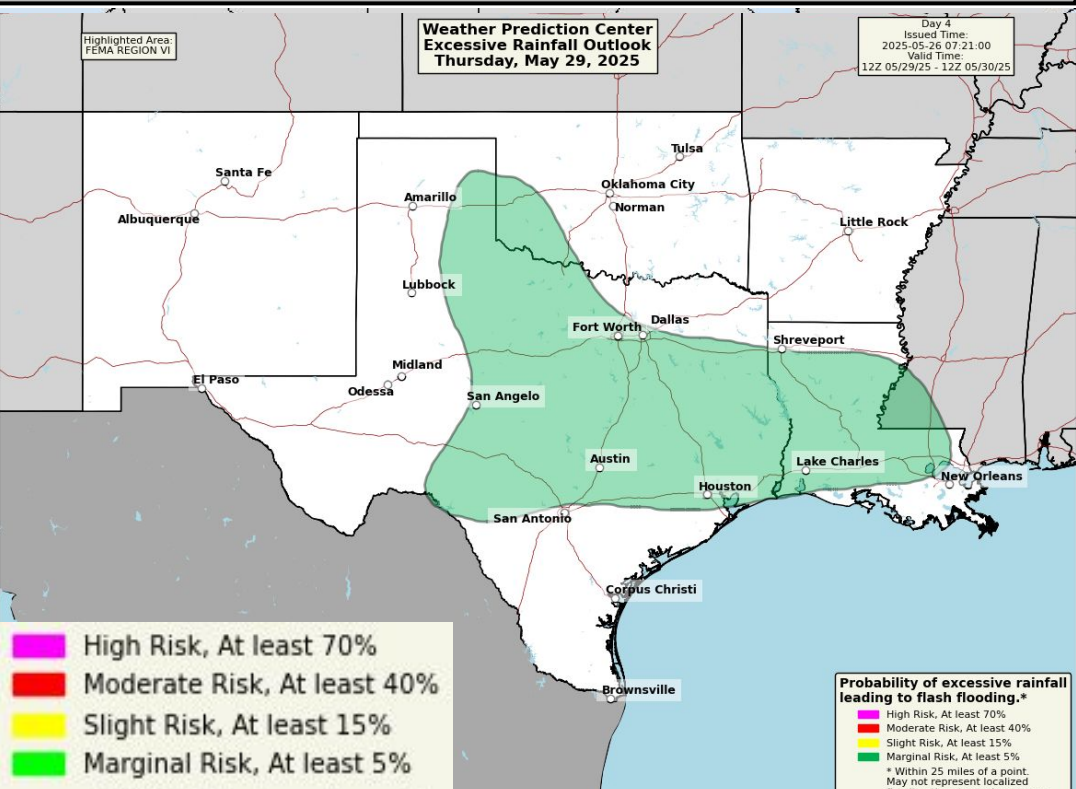 Highlighted Area:
FEMA REGION VI
Weather Prediction Center
Excessive Rainfall Outlook
Thursday, May 29, 2025
Day 4
Issued Time:
2025-05-26 07:21:00
Valid Time:
12Z 05/29/25 - 12Z 05/30/25
Tulsa
Santa Fe
Oklahoma City
Amarillo
Norman
Albuquerque
Little Rock
Lubbock
Dallas
Fort Worth
Shreveport
Midland
El Paso
Odessa
San Angelo
Austin
Lake Charles
New Orleans
Houston
San Antonio
Corpus Christi
Brownsville
High Risk, At least 70%
Moderate Risk, At least 40%
Slight Risk, At least 15%
Marginal Risk, At least 5%
Probability of excessive rainfall
leading to flash flooding.*
High Risk, At least 70%
Moderate Risk, At least 40%
Slight Risk, At least 15%
Marginal Risk, At least 5%
* Within 25 miles of a point.
May not represent localized